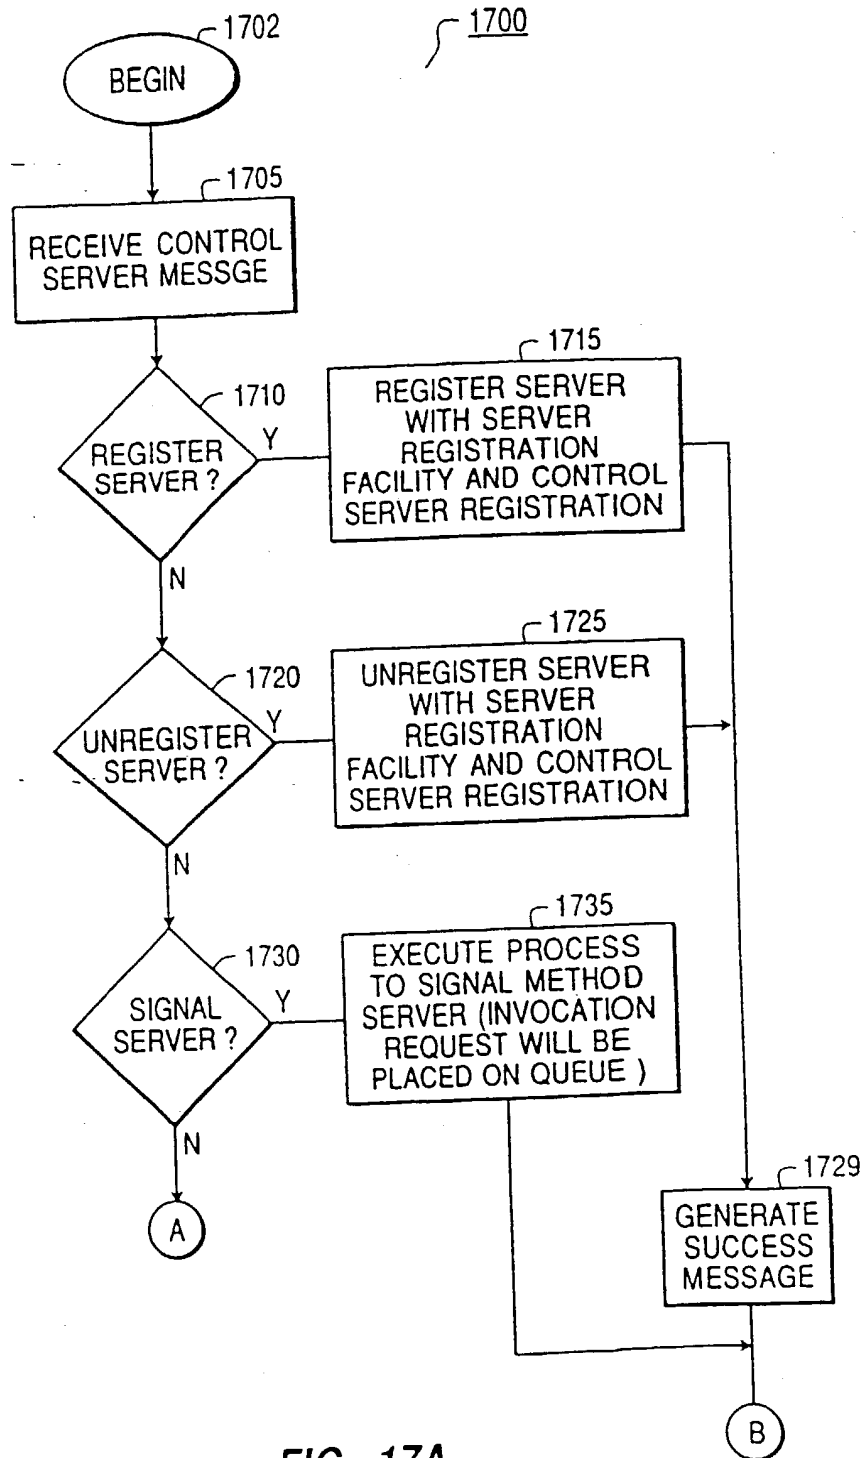 1700
1702
BEGIN
1705
RECEIVE CONTROL
SERVER MESSGE
1710
REGISTER
SERVER ?
Y
N
1715
REGISTER SERVER
WITH SERVER
REGISTRATION
FACILITY AND CONTROL
SERVER REGISTRATION
1720
UNREGISTER
SERVER ?
Y
N
1725
UNREGISTER SERVER
WITH SERVER
REGISTRATION
FACILITY AND CONTROL
SERVER REGISTRATION
1730
SIGNAL
SERVER ?
Y
N
1735
EXECUTE PROCESS
TO SIGNAL METHOD
SERVER (INVOCATION
REQUEST WILL BE
PLACED ON QUEUE )
A
1729
GENERATE
SUCCESS
MESSAGE
B
FIG. 17A